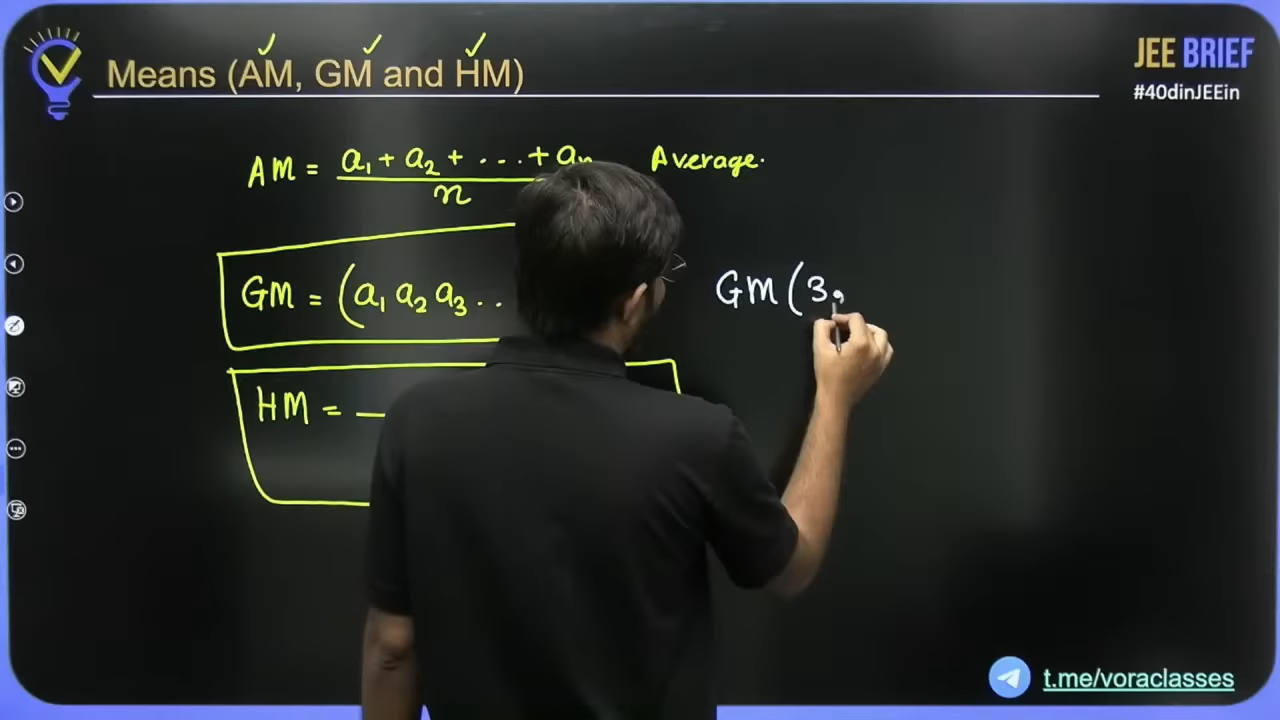 Means (AM, GM and HM)
JEE BRIEF
#40dinJEEin
AM = a₁ + a₂ + ... + aₙ / n
Average.
GM = (a₁ a₂ a₃ ..
GM (3,
HM =
t.me/voraclasses